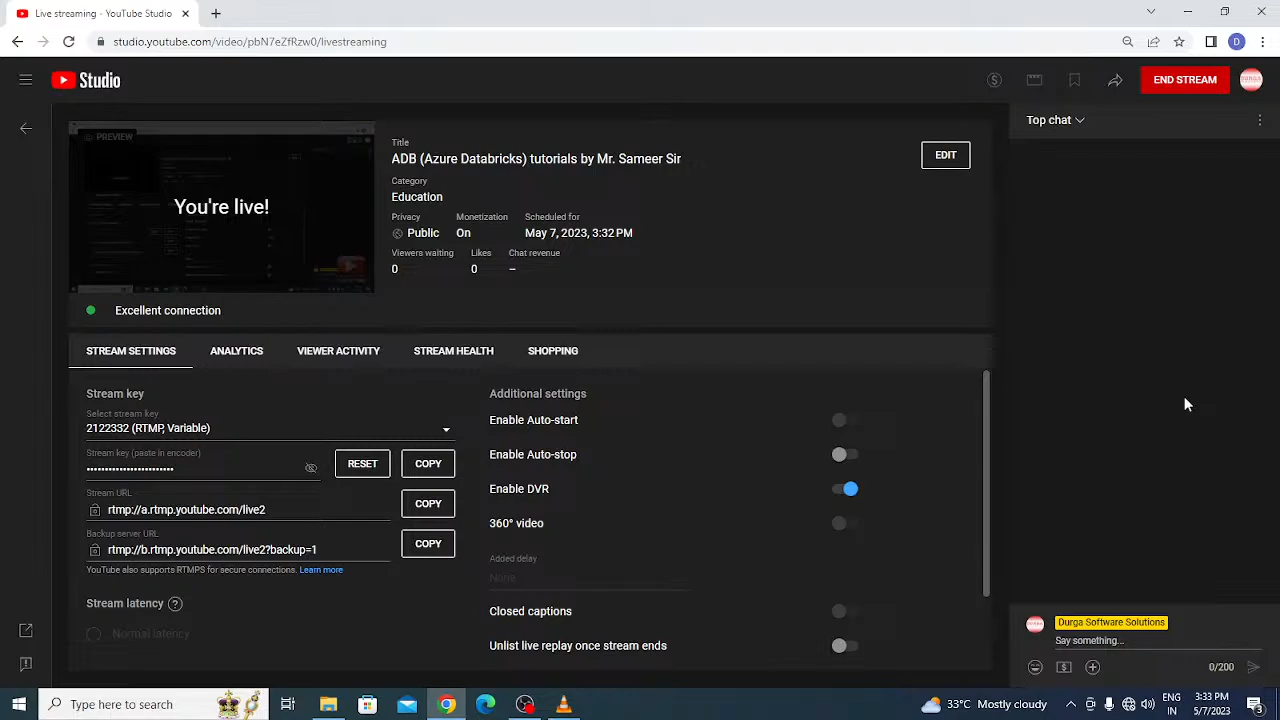 Live streaming - YouTube Studio
studio.youtube.com/video/pbN7eZfRzw0/livestreaming
D
Studio
END STREAM
DURGA
PREVIEW
You're live!
Title
ADB (Azure Databricks) tutorials by Mr. Sameer Sir
EDIT
Category
Education
Privacy Monetization Scheduled for
Public On May 7, 2023, 3:32 PM
Viewers waiting Likes Chat revenue
0 0 –
Excellent connection
Top chat
STREAM SETTINGS ANALYTICS VIEWER ACTIVITY STREAM HEALTH SHOPPING
Stream key
Select stream key
2122332 (RTMP, Variable)
Stream key (paste in encoder)
••••••••••••••••••••••••
RESET COPY
Stream URL
rtmp://a.rtmp.youtube.com/live2
COPY
Backup server URL
rtmp://b.rtmp.youtube.com/live2?backup=1
COPY
YouTube also supports RTMPS for secure connections. Learn more
Stream latency ?
Normal latency
Additional settings
Enable Auto-start
Enable Auto-stop
Enable DVR
360° video
Added delay
None
Closed captions
Unlist live replay once stream ends
DURGA
Durga Software Solutions
Say something...
0/200
Type here to search
33°C Mostly cloudy
ENG
IN
3:33 PM
5/7/2023